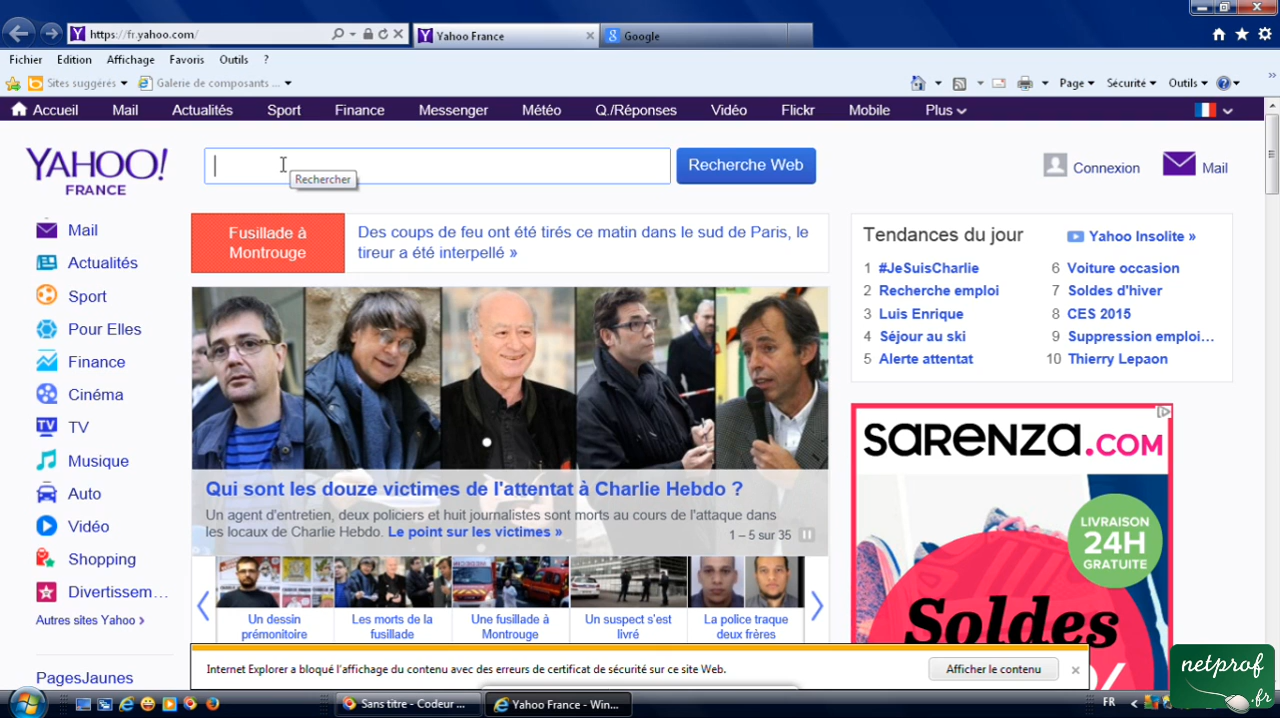 https://fr.yahoo.com/
Yahoo France
Google
Fichier Edition Affichage Favoris Outils ?
Sites suggérés Galerie de composants ...
Page Sécurité Outils
Accueil Mail Actualités Sport Finance Messenger Météo Q./Réponses Vidéo Flickr Mobile Plus
YAHOO!
FRANCE
Rechercher
Recherche Web
Connexion
Mail
Mail
Actualités
Sport
Pour Elles
Finance
Cinéma
TV
Musique
Auto
Vidéo
Shopping
Divertissem…
Autres sites Yahoo ›
PagesJaunes
Fusillade à
Montrouge
Des coups de feu ont été tirés ce matin dans le sud de Paris, le
tireur a été interpellé »
Qui sont les douze victimes de l'attentat à Charlie Hebdo ?
Un agent d'entretien, deux policiers et huit journalistes sont morts au cours de l'attaque dans
les locaux de Charlie Hebdo. Le point sur les victimes »
1 – 5 sur 35
Un dessin
prémonitoire
Les morts de la
fusillade
Une fusillade à
Montrouge
Un suspect s'est
livré
La police traque
deux frères
Tendances du jour
Yahoo Insolite »
1 #JeSuisCharlie
2 Recherche emploi
3 Luis Enrique
4 Séjour au ski
5 Alerte attentat
6 Voiture occasion
7 Soldes d'hiver
8 CES 2015
9 Suppression emploi…
10 Thierry Lepaon
SARENZA.COM
LIVRAISON
24H
GRATUITE
Soldes
%
Internet Explorer a bloqué l'affichage du contenu avec des erreurs de certificat de sécurité sur ce site Web.
Afficher le contenu
netprof
.fr
Sans titre - Codeur ...
Yahoo France - Win...
FR